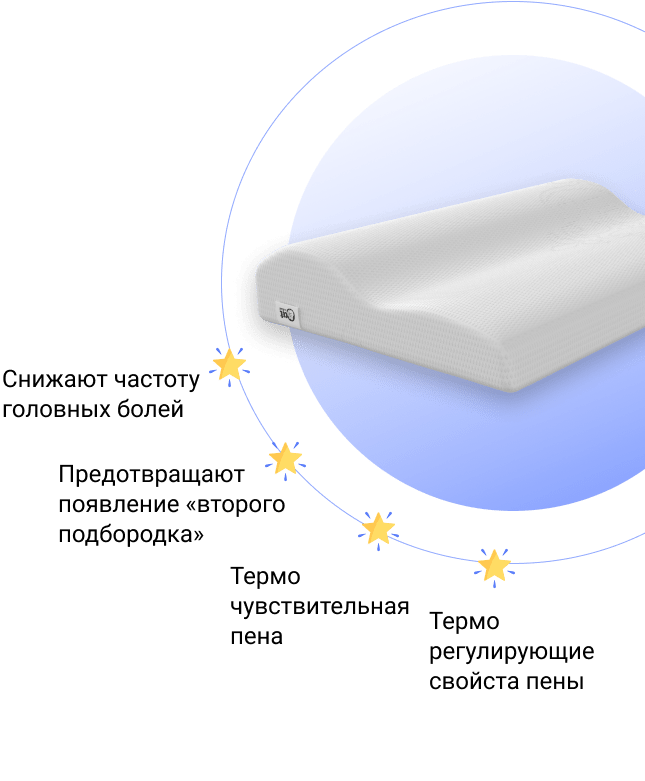 Снижают частоту
головных болей
Предотвращают
появление «второго
подбородка»
Термо
чувствительная
пена
Термо
регулирующие
свойста пены